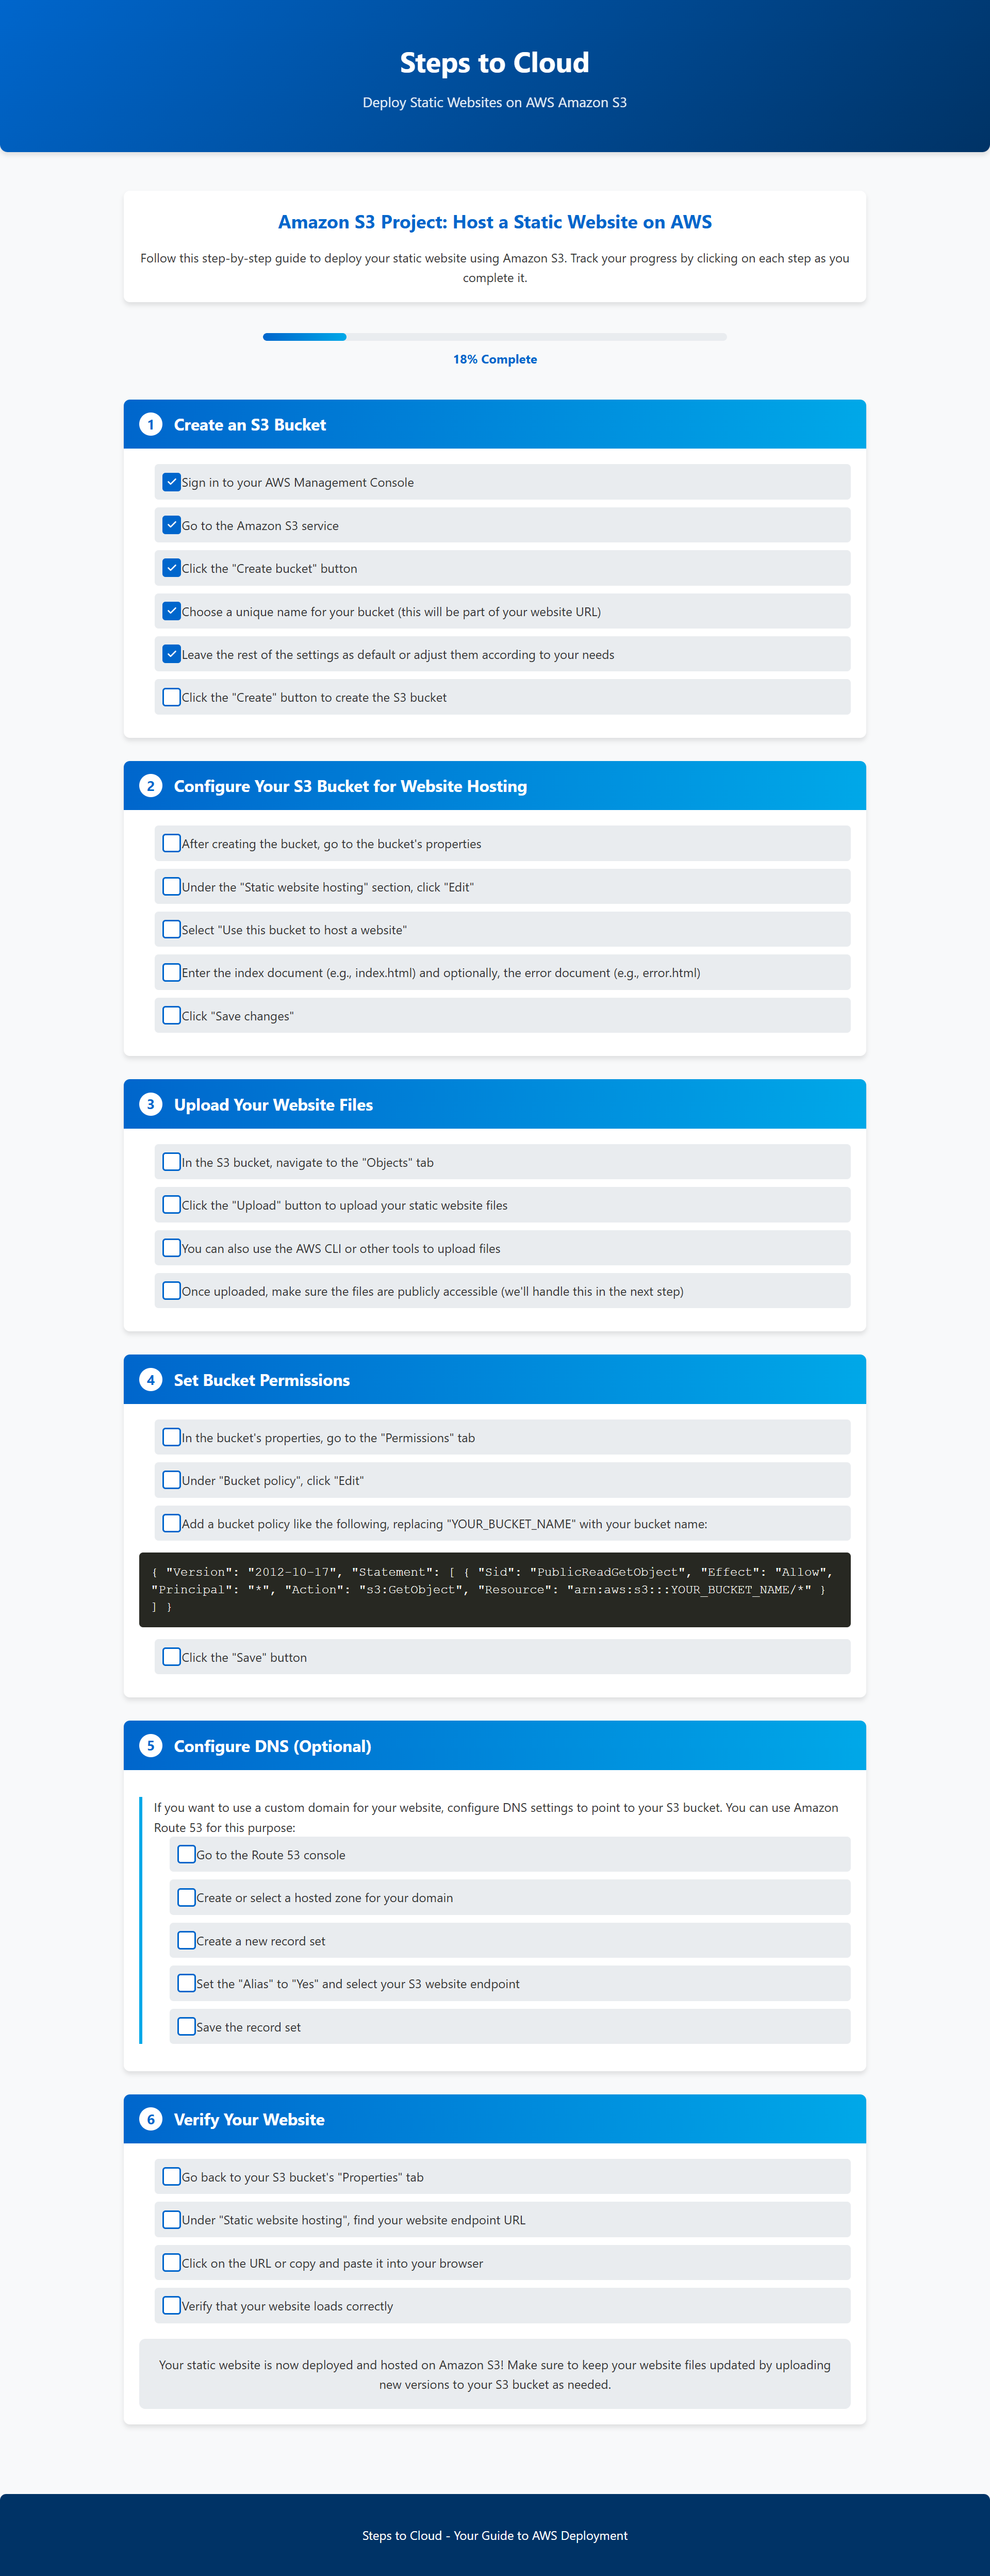 Steps to Cloud
Deploy Static Websites on AWS Amazon S3
Amazon S3 Project: Host a Static Website on AWS
Follow this step-by-step guide to deploy your static website using Amazon S3. Track your progress by clicking on each step as you
complete it.
18% Complete
1 Create an S3 Bucket
Sign in to your AWS Management Console
Go to the Amazon S3 service
Click the "Create bucket" button
Choose a unique name for your bucket (this will be part of your website URL)
Leave the rest of the settings as default or adjust them according to your needs
Click the "Create" button to create the S3 bucket
2 Configure Your S3 Bucket for Website Hosting
After creating the bucket, go to the bucket's properties
Under the "Static website hosting" section, click "Edit"
Select "Use this bucket to host a website"
Enter the index document (e.g., index.html) and optionally, the error document (e.g., error.html)
Click "Save changes"
3 Upload Your Website Files
In the S3 bucket, navigate to the "Objects" tab
Click the "Upload" button to upload your static website files
You can also use the AWS CLI or other tools to upload files
Once uploaded, make sure the files are publicly accessible (we'll handle this in the next step)
4 Set Bucket Permissions
In the bucket's properties, go to the "Permissions" tab
Under "Bucket policy", click "Edit"
Add a bucket policy like the following, replacing "YOUR_BUCKET_NAME" with your bucket name:
{ "Version": "2012-10-17", "Statement": [ { "Sid": "PublicReadGetObject", "Effect": "Allow",
"Principal": "*", "Action": "s3:GetObject", "Resource": "arn:aws:s3:::YOUR_BUCKET_NAME/*" }
] }
Click the "Save" button
5 Configure DNS (Optional)
If you want to use a custom domain for your website, configure DNS settings to point to your S3 bucket. You can use Amazon
Route 53 for this purpose:
Go to the Route 53 console
Create or select a hosted zone for your domain
Create a new record set
Set the "Alias" to "Yes" and select your S3 website endpoint
Save the record set
6 Verify Your Website
Go back to your S3 bucket's "Properties" tab
Under "Static website hosting", find your website endpoint URL
Click on the URL or copy and paste it into your browser
Verify that your website loads correctly
Your static website is now deployed and hosted on Amazon S3! Make sure to keep your website files updated by uploading
new versions to your S3 bucket as needed.
Steps to Cloud - Your Guide to AWS Deployment